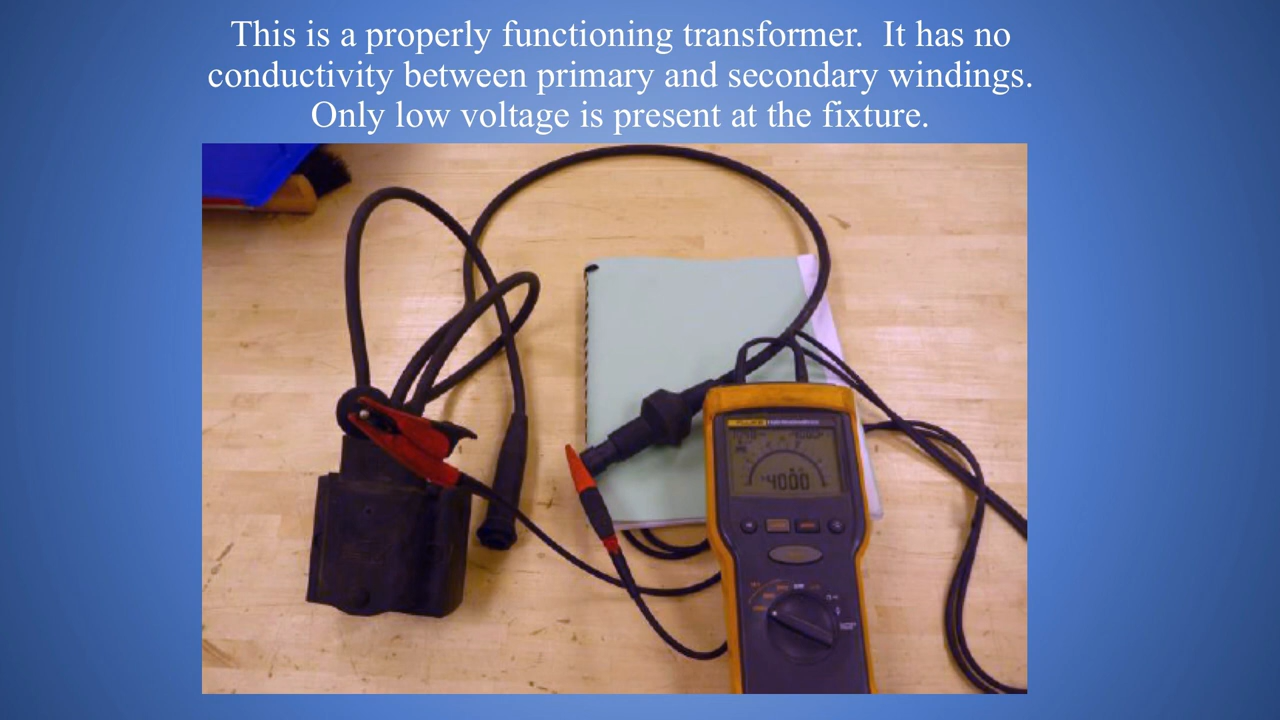 This is a properly functioning transformer. It has no
conductivity between primary and secondary windings.
Only low voltage is present at the fixture.
FLUKE
4000